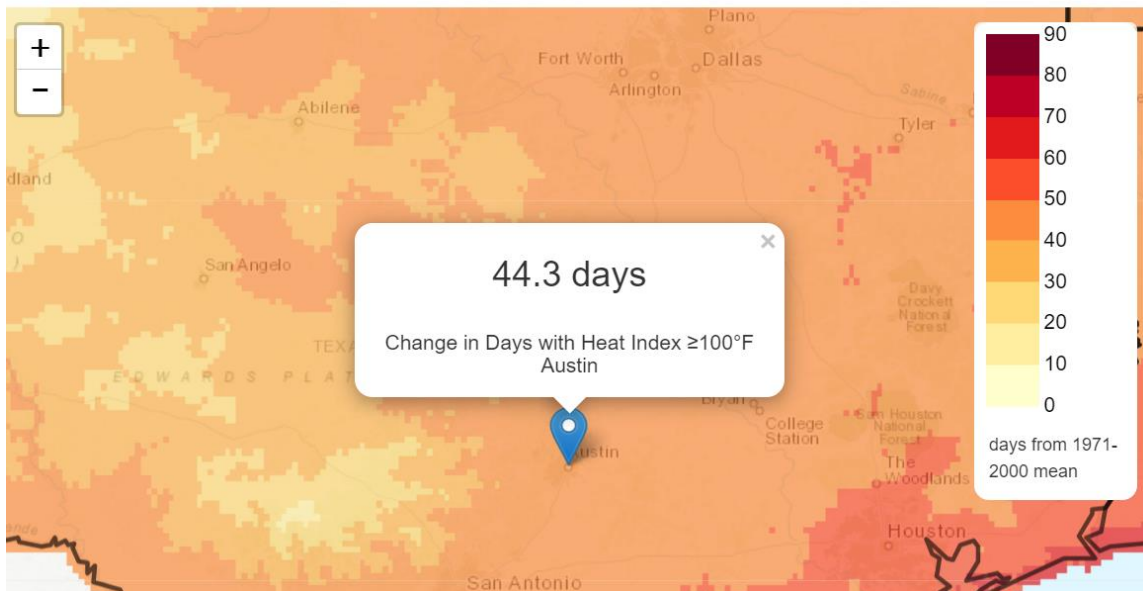 +
−
Plano
Fort Worth
Dallas
Arlington
Sabine
Abilene
Tyler
dland
O
)
San Angelo
Davy
Crockett
National
Forest
×
44.3 days
Change in Days with Heat Index ≥100°F
Austin
TEXA
EDWARDS PLAT
Bryan
College
Station
Sam Houston
National
Forest
ustin
The
Woodlands
Houston
ande
San Antonio
90
80
70
60
50
40
30
20
10
0
days from 1971-
2000 mean